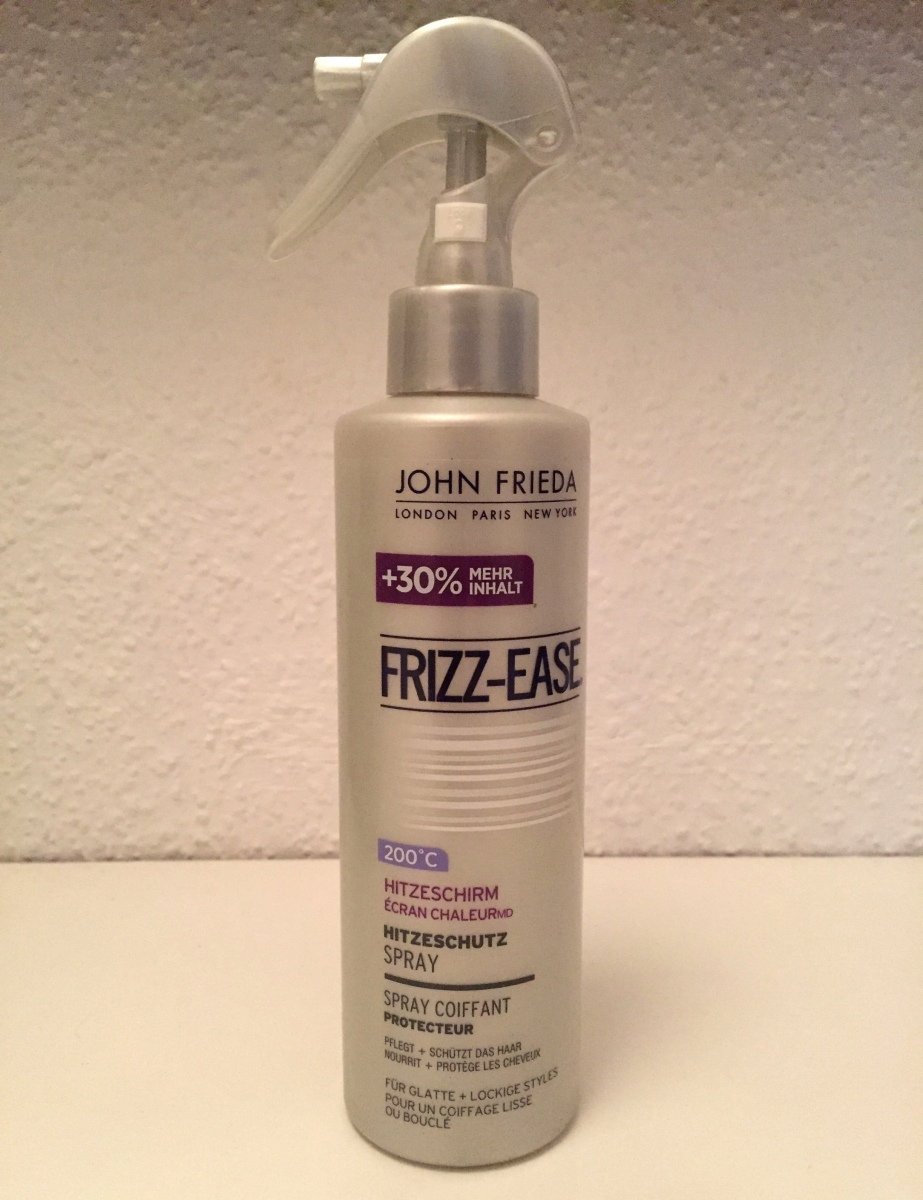 JOHN FRIEDA
LONDON PARIS NEW YORK
+30% MEHR
INHALT
FRIZZ-EASE
200°C
HITZESCHIRM
ÉCRAN CHALEURMD
HITZESCHUTZ
SPRAY
SPRAY COIFFANT
PROTECTEUR
PFLEGT + SCHÜTZT DAS HAAR
NOURRIT + PROTÈGE LES CHEVEUX
FÜR GLATTE + LOCKIGE STYLES
POUR UN COIFFAGE LISSE
OU BOUCLÉ